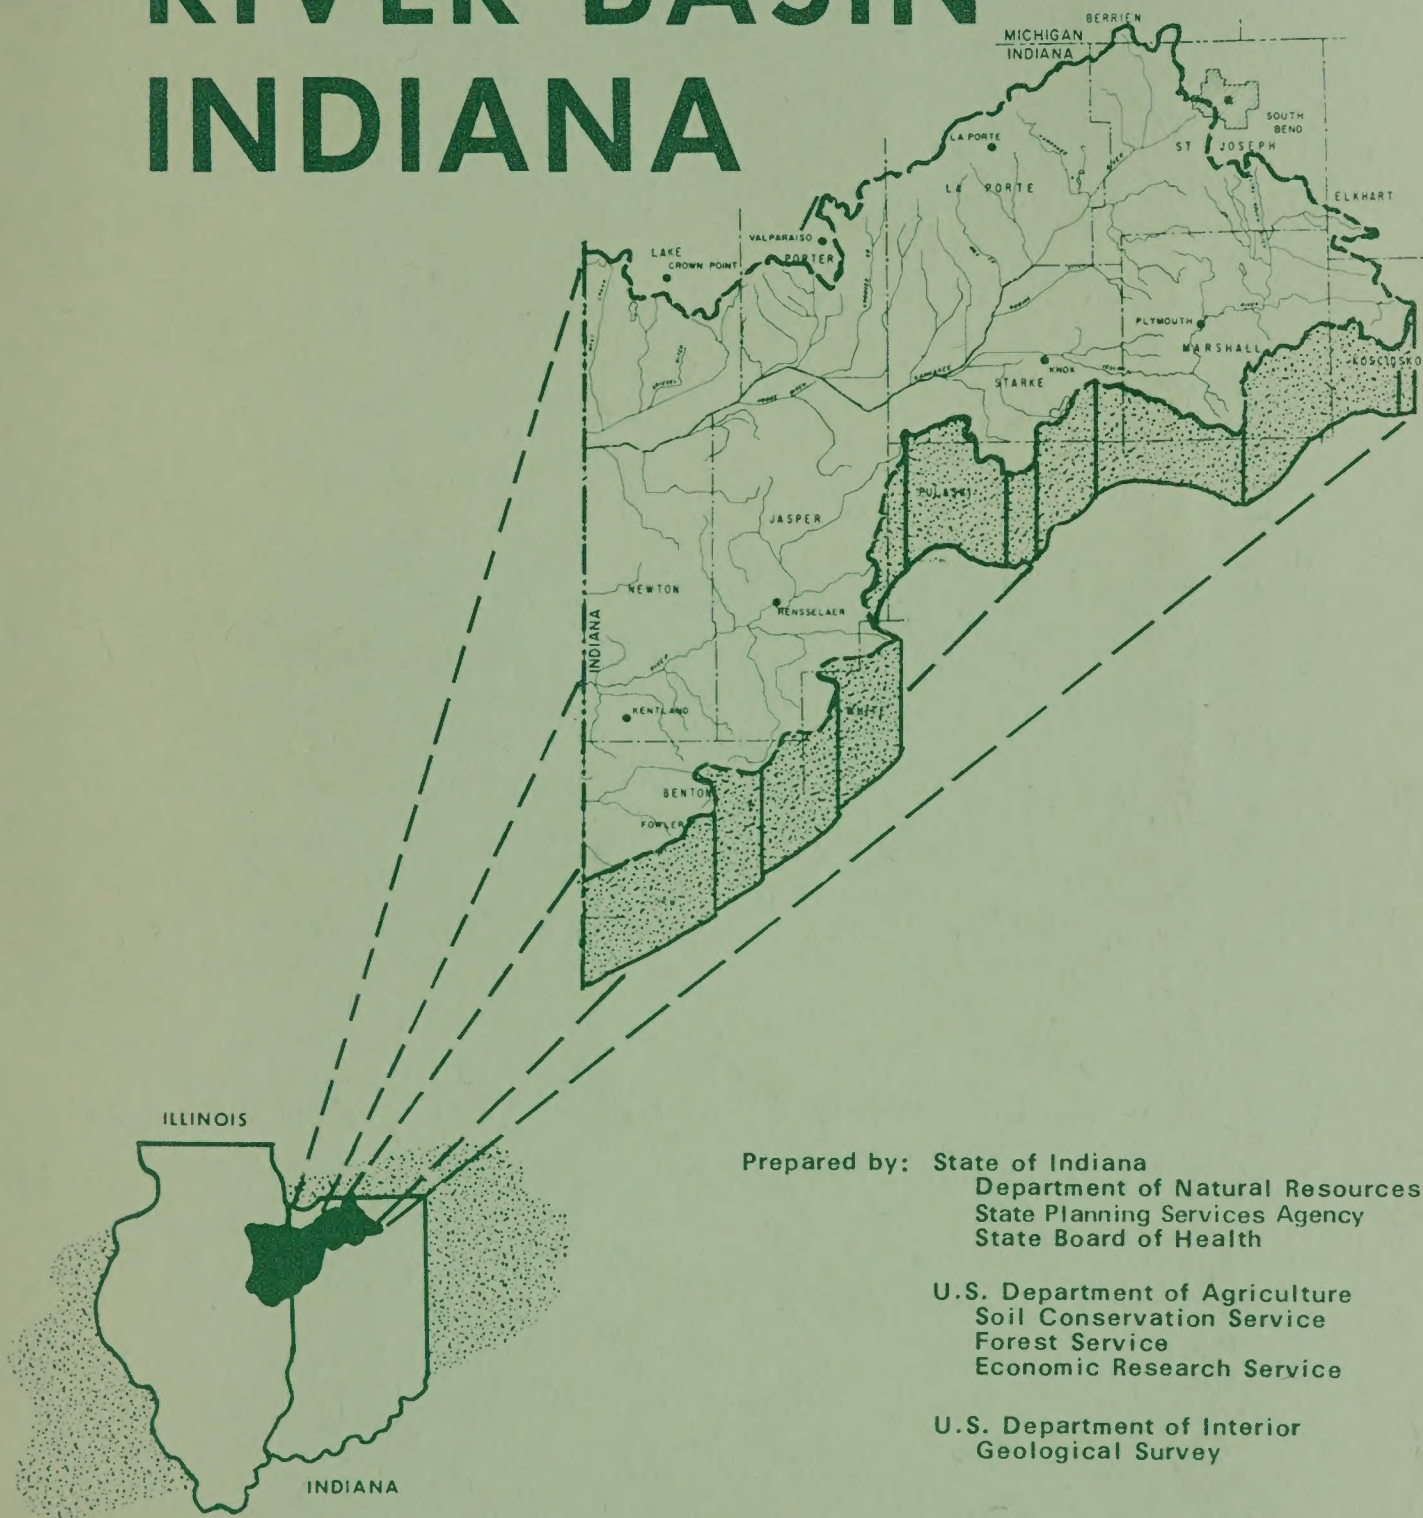 RIVER BASIN
INDIANA
BERRIEN
MICHIGAN
INDIANA
SOUTH
BEND
LA PORTE
ST JOSEPH
LA PORTE
ELKHART
VALPARAISO
LAKE
CROWN POINT
PORTER
PLYMOUTH
RIVER
MARSHALL
KOSCIUSKO
KNOX
STARKE
KANKAKEE
PULASKI
JASPER
NEWTON
RENSSELAER
INDIANA
RIVER
KENTLAND
WHITE
BENTON
FOWLER
ILLINOIS
Prepared by: State of Indiana
Department of Natural Resources
State Planning Services Agency
State Board of Health
U.S. Department of Agriculture
Soil Conservation Service
Forest Service
Economic Research Service
U.S. Department of Interior
Geological Survey
INDIANA